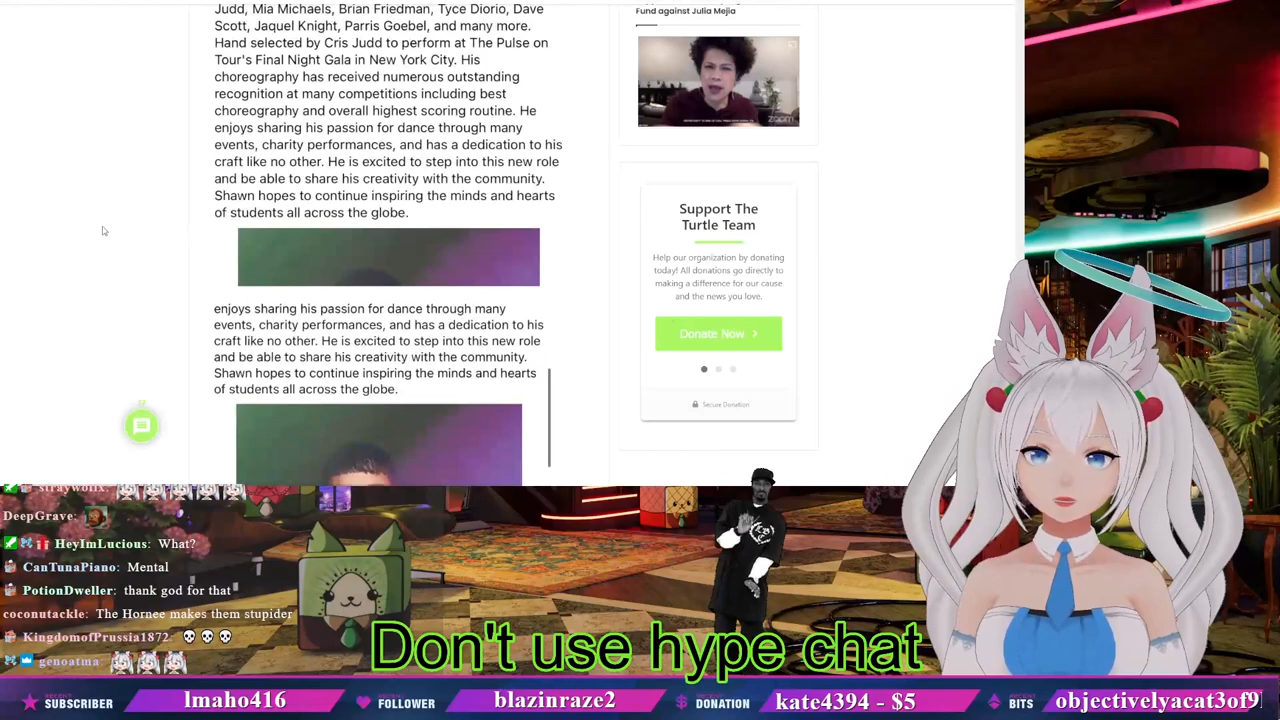 Judd, Mia Michaels, Brian Friedman, Tyce Diorio, Dave
Scott, Jaquel Knight, Parris Goebel, and many more.
Hand selected by Cris Judd to perform at The Pulse on
Tour's Final Night Gala in New York City. His
choreography has received numerous outstanding
recognition at many competitions including best
choreography and overall highest scoring routine. He
enjoys sharing his passion for dance through many
events, charity performances, and has a dedication to his
craft like no other. He is excited to step into this new role
and be able to share his creativity with the community.
Shawn hopes to continue inspiring the minds and hearts
of students all across the globe.
enjoys sharing his passion for dance through many
events, charity performances, and has a dedication to his
craft like no other. He is excited to step into this new role
and be able to share his creativity with the community.
Shawn hopes to continue inspiring the minds and hearts
of students all across the globe.
Fund against Julia Mejia
zoom
Support The
Turtle Team
Help our organization by donating
today! All donations go directly to
making a difference for our cause
and the news you love.
Donate Now
Secure Donation
straywolfx:
DeepGrave:
HeyImLucious: What?
CanTunaPiano: Mental
PotionDweller: thank god for that
coconutackle: The Hornee makes them stupider
KingdomofPrussia1872:
genoatma:
Don't use hype chat
RECENT SUBSCRIBER lmaho416
RECENT FOLLOWER blazinraze2
RECENT DONATION kate4394 - $5
RECENT BITS objectivelyacat3of9